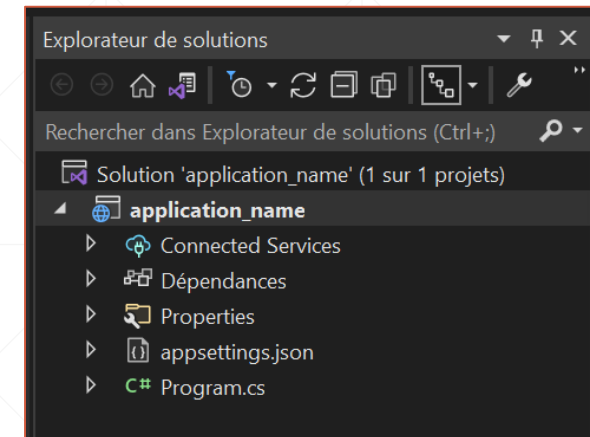 Explorateur de solutions
Rechercher dans Explorateur de solutions (Ctrl+;)
Solution 'application_name' (1 sur 1 projets)
application_name
Connected Services
Dépendances
Properties
appsettings.json
C# Program.cs